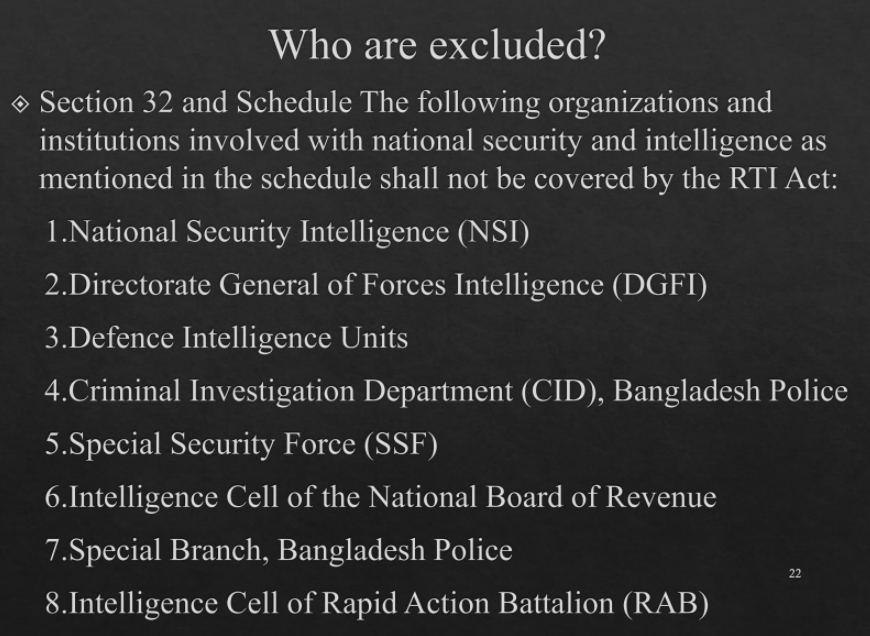 Who are excluded?
Section 32 and Schedule The following organizations and
institutions involved with national security and intelligence as
mentioned in the schedule shall not be covered by the RTI Act:
1.National Security Intelligence (NSI)
2.Directorate General of Forces Intelligence (DGFI)
3.Defence Intelligence Units
4.Criminal Investigation Department (CID), Bangladesh Police
5.Special Security Force (SSF)
6.Intelligence Cell of the National Board of Revenue
7.Special Branch, Bangladesh Police
22
8.Intelligence Cell of Rapid Action Battalion (RAB)